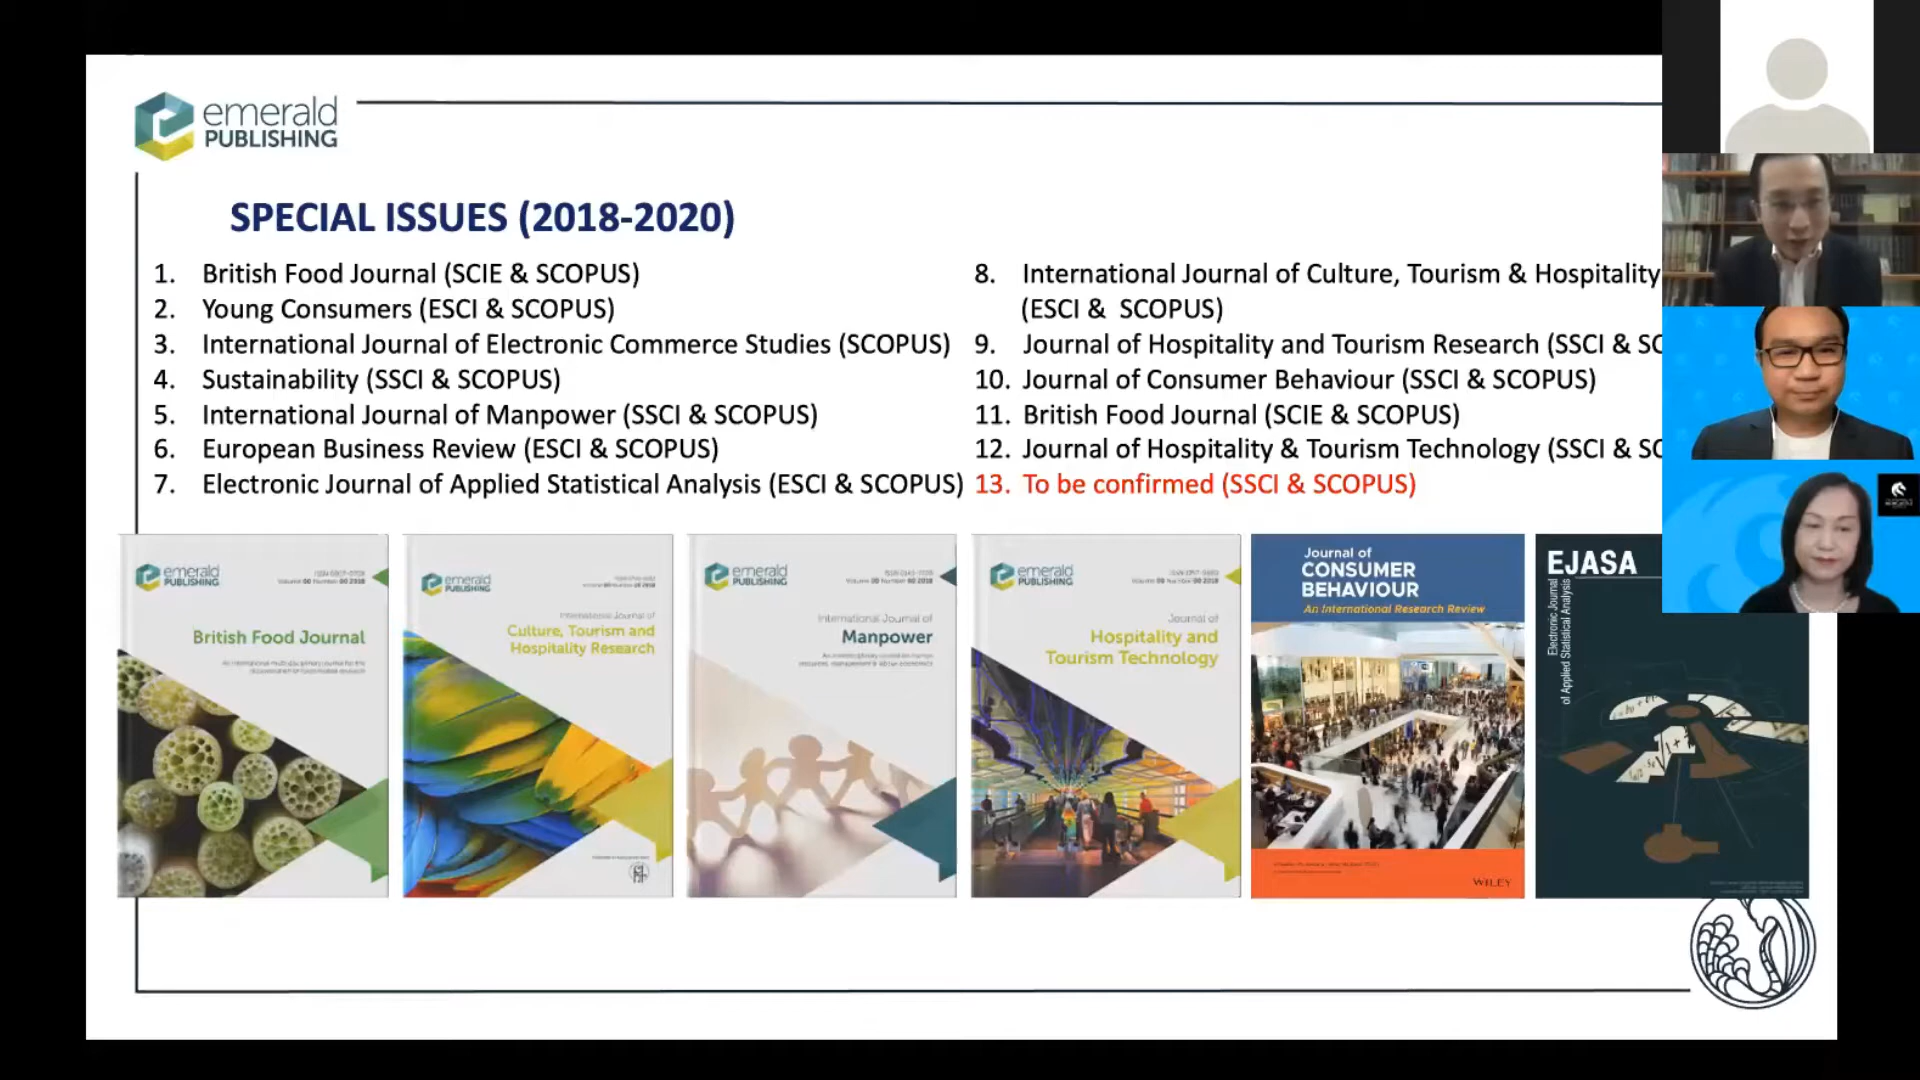 emerald
PUBLISHING
SPECIAL ISSUES (2018-2020)
1. British Food Journal (SCIE & SCOPUS)
2. Young Consumers (ESCI & SCOPUS)
3. International Journal of Electronic Commerce Studies (SCOPUS)
4. Sustainability (SSCI & SCOPUS)
5. International Journal of Manpower (SSCI & SCOPUS)
6. European Business Review (ESCI & SCOPUS)
7. Electronic Journal of Applied Statistical Analysis (ESCI & SCOPUS)
8. International Journal of Culture, Tourism & Hospitality
(ESCI & SCOPUS)
9. Journal of Hospitality and Tourism Research (SSCI & SC
10. Journal of Consumer Behaviour (SSCI & SCOPUS)
11. British Food Journal (SCIE & SCOPUS)
12. Journal of Hospitality & Tourism Technology (SSCI & SC
13. To be confirmed (SSCI & SCOPUS)
emerald
PUBLISHING
British Food Journal
emerald
PUBLISHING
International Journal of
Culture, Tourism and
Hospitality Research
emerald
PUBLISHING
International Journal of
Manpower
emerald
PUBLISHING
Journal of
Hospitality and
Tourism Technology
Journal of
CONSUMER
BEHAVIOUR
An International Research Review
WILEY
EJASA
Electronic Journal
of Applied Statistical Analysis